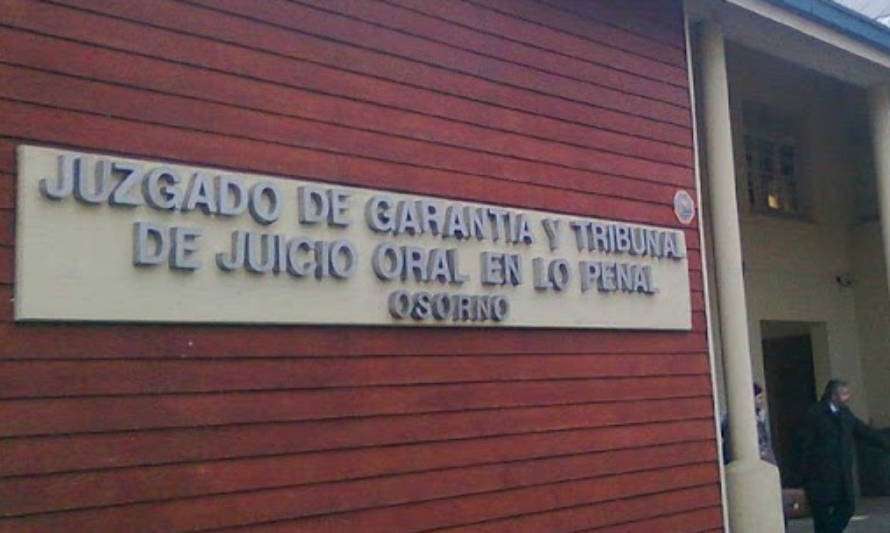 JUZGADO DE GARANTIA Y TRIBUNAL
DE JUICIO ORAL EN LO PENAL
OSORNO